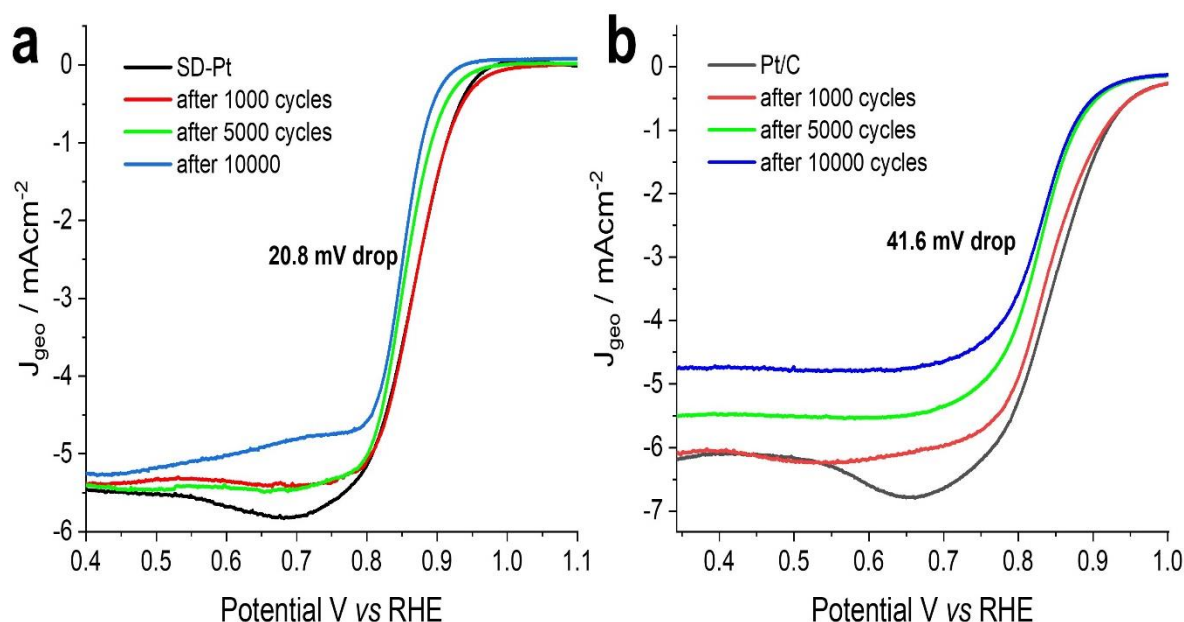 a
SD-Pt
after 1000 cycles
after 5000 cycles
after 10000
20.8 mV drop
0
-1
-2
-3
-4
-5
-6
0.4 0.5 0.6 0.7 0.8 0.9 1.0 1.1
J_geo / mAcm⁻²
Potential V vs RHE
b
Pt/C
after 1000 cycles
after 5000 cycles
after 10000 cycles
41.6 mV drop
0
-1
-2
-3
-4
-5
-6
-7
0.4 0.5 0.6 0.7 0.8 0.9 1.0
J_geo / mAcm⁻²
Potential V vs RHE